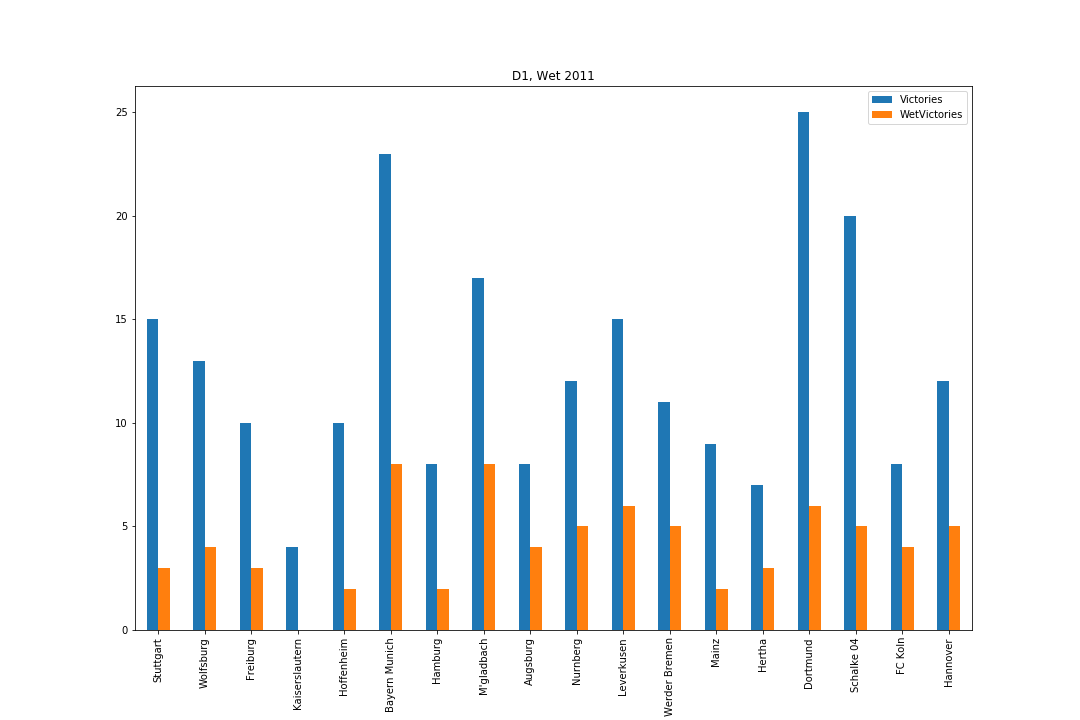 D1, Wet 2011
Victories
WetVictories
25
20
15
10
5
0
Stuttgart
Wolfsburg
Freiburg
Kaiserslautern
Hoffenheim
Bayern Munich
Hamburg
M'gladbach
Augsburg
Nurnberg
Leverkusen
Werder Bremen
Mainz
Hertha
Dortmund
Schalke 04
FC Koln
Hannover